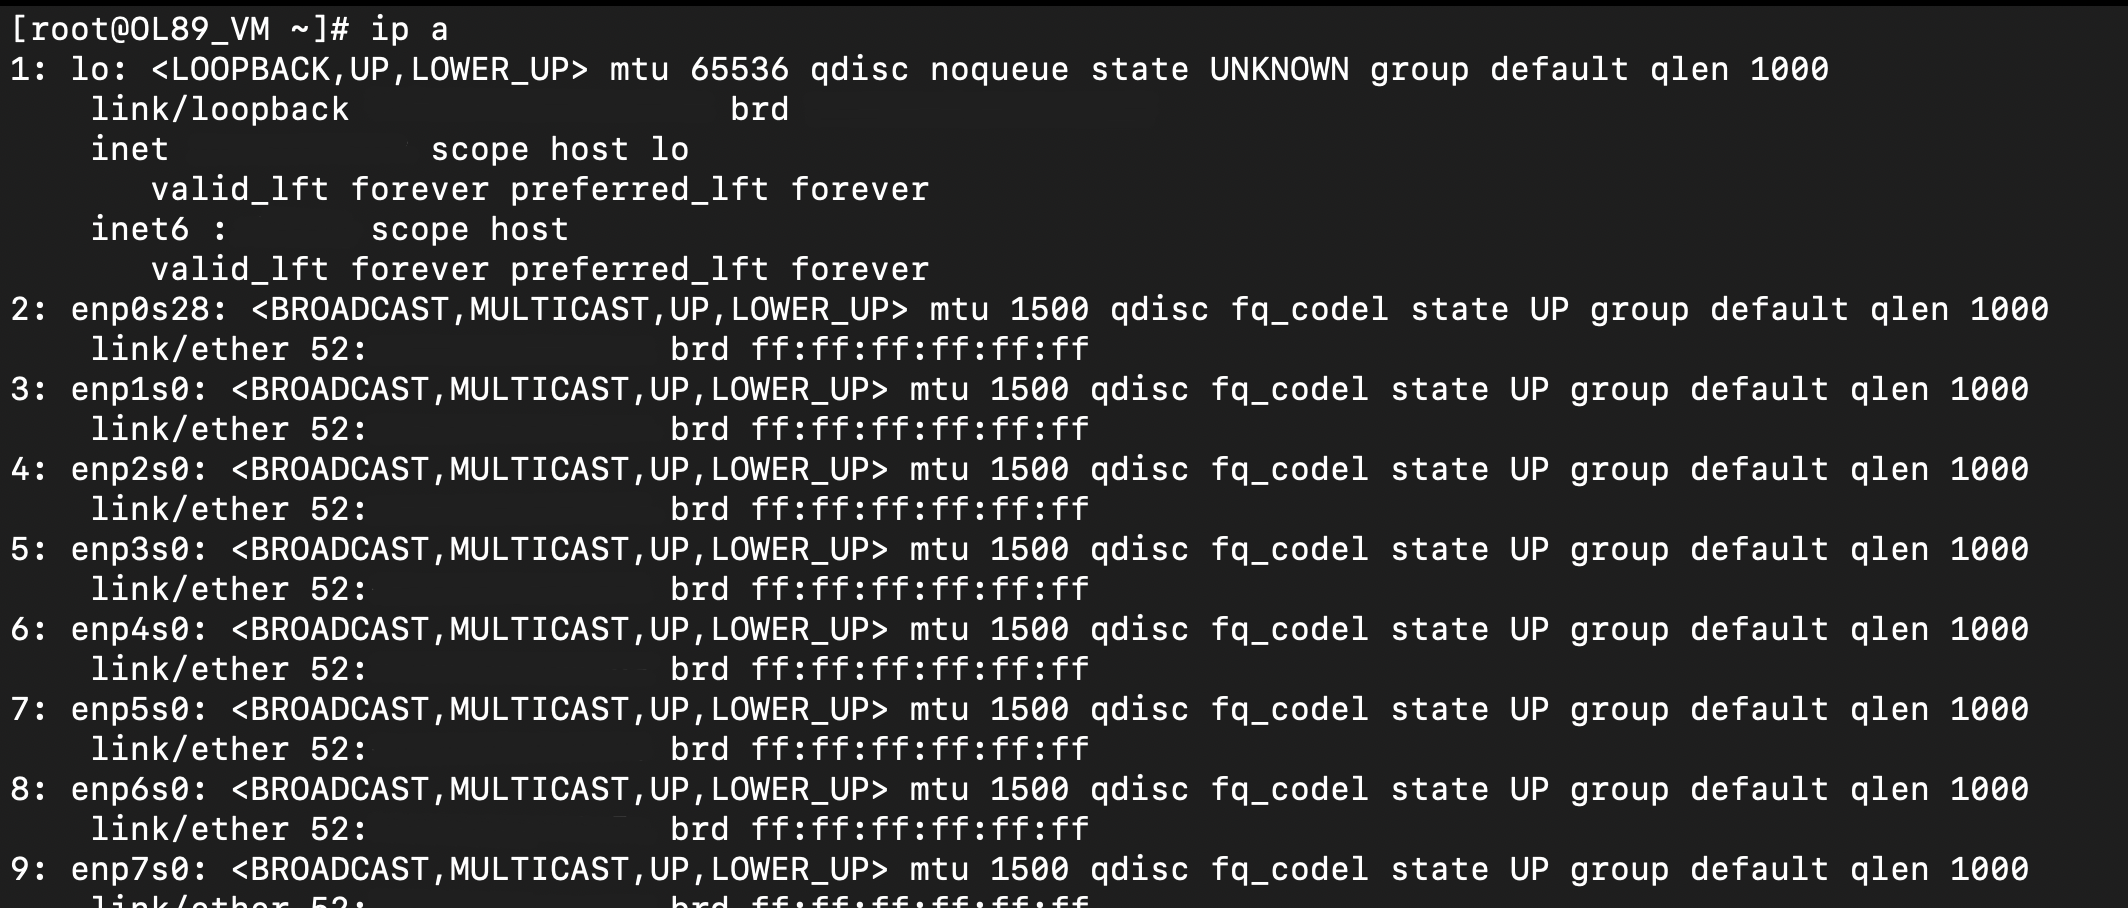 [root@OL89_VM ~]# ip a
1: lo: <LOOPBACK,UP,LOWER_UP> mtu 65536 qdisc noqueue state UNKNOWN group default qlen 1000
    link/loopback                   brd
    inet             scope host lo
       valid_lft forever preferred_lft forever
    inet6 :       scope host
       valid_lft forever preferred_lft forever
2: enp0s28: <BROADCAST,MULTICAST,UP,LOWER_UP> mtu 1500 qdisc fq_codel state UP group default qlen 1000
    link/ether 52:               brd ff:ff:ff:ff:ff:ff
3: enp1s0: <BROADCAST,MULTICAST,UP,LOWER_UP> mtu 1500 qdisc fq_codel state UP group default qlen 1000
    link/ether 52:               brd ff:ff:ff:ff:ff:ff
4: enp2s0: <BROADCAST,MULTICAST,UP,LOWER_UP> mtu 1500 qdisc fq_codel state UP group default qlen 1000
    link/ether 52:               brd ff:ff:ff:ff:ff:ff
5: enp3s0: <BROADCAST,MULTICAST,UP,LOWER_UP> mtu 1500 qdisc fq_codel state UP group default qlen 1000
    link/ether 52:               brd ff:ff:ff:ff:ff:ff
6: enp4s0: <BROADCAST,MULTICAST,UP,LOWER_UP> mtu 1500 qdisc fq_codel state UP group default qlen 1000
    link/ether 52:               brd ff:ff:ff:ff:ff:ff
7: enp5s0: <BROADCAST,MULTICAST,UP,LOWER_UP> mtu 1500 qdisc fq_codel state UP group default qlen 1000
    link/ether 52:               brd ff:ff:ff:ff:ff:ff
8: enp6s0: <BROADCAST,MULTICAST,UP,LOWER_UP> mtu 1500 qdisc fq_codel state UP group default qlen 1000
    link/ether 52:               brd ff:ff:ff:ff:ff:ff
9: enp7s0: <BROADCAST,MULTICAST,UP,LOWER_UP> mtu 1500 qdisc fq_codel state UP group default qlen 1000
    link/ether 52:               brd ff:ff:ff:ff:ff:ff